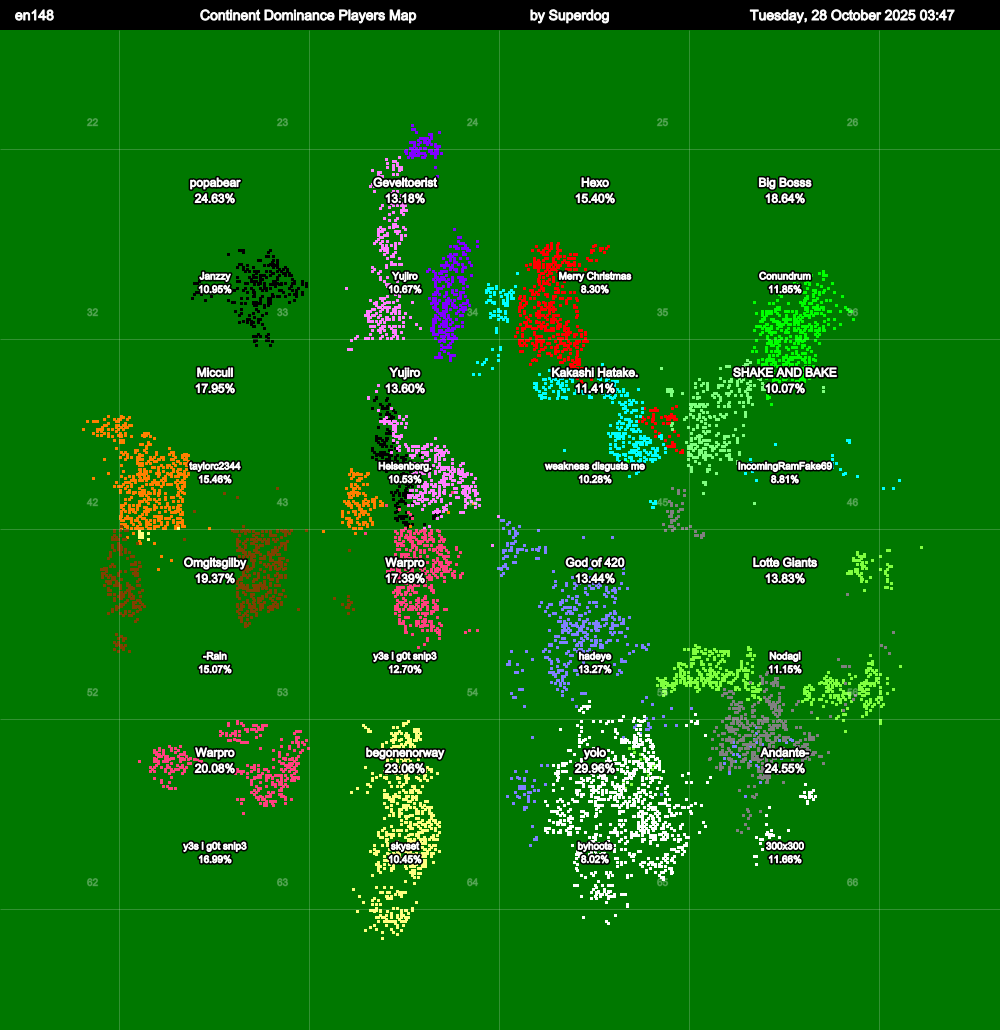 en148 Continent Dominance Players Map by Superdog Tuesday, 28 October 2025 03:47
22 23 24 25 26
popabear Geveltoerist Hexo Big Bosss
24.63% 13.18% 15.40% 18.64%
Janzzy Yujiro Merry Christmas Conundrum
10.95% 10.67% 8.30% 11.85%
32 33 34 35 33
Miccull Yujiro Kakashi Hatake. SHAKE AND BAKE
17.95% 13.60% 11.41% 10.07%
taylorc2344 Heisenberg. weakness disgusts me IncomingRamFake69
15.46% 10.53% 10.28% 8.81%
42 43 45 46
Omgitsgilby Warpro God of 420 Lotte Giants
19.37% 17.39% 13.44% 13.83%
-Rain y3s i g0t snip3 hadeye Nodagi
15.07% 12.70% 13.27% 11.15%
52 53 54
Warpro begonenorway yolo Andante-
20.08% 23.06% 29.96% 24.55%
y3s i g0t snip3 skyset byhoots 300x300
16.99% 10.45% 8.02% 11.66%
62 63 64 65 66